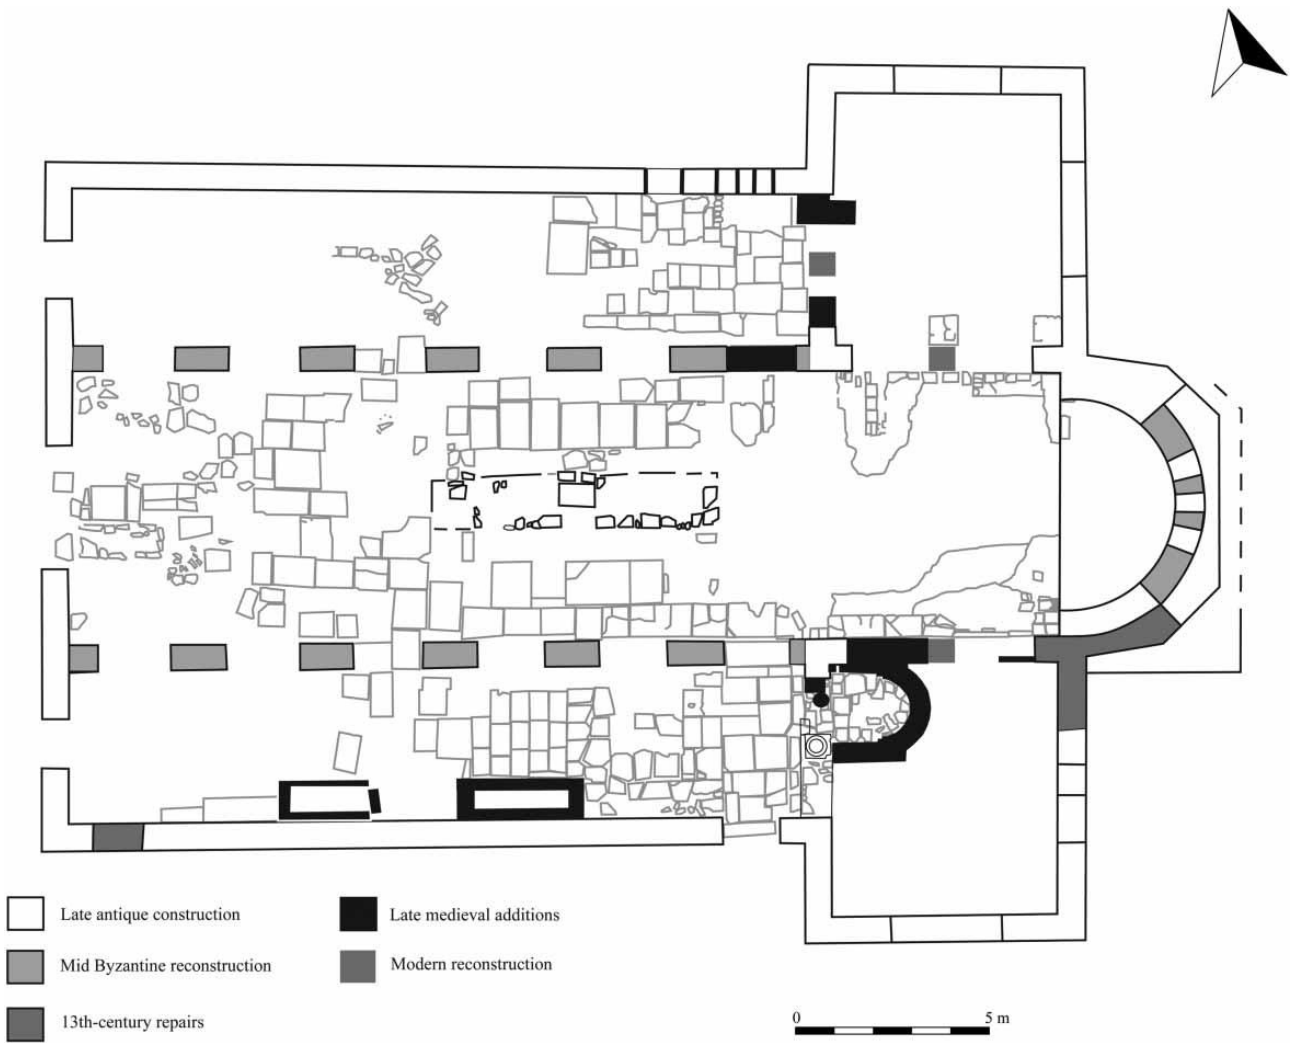 Late antique construction
Late medieval additions
Mid Byzantine reconstruction
Modern reconstruction
13th-century repairs
0 5 m